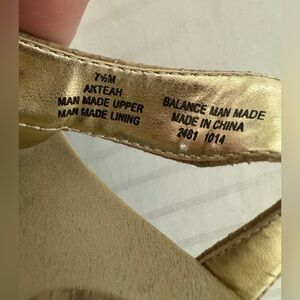 7½M
AKTEAH
MAN MADE UPPER
MAN MADE LINING
BALANCE MAN MADE
MADE IN CHINA
2461 1014